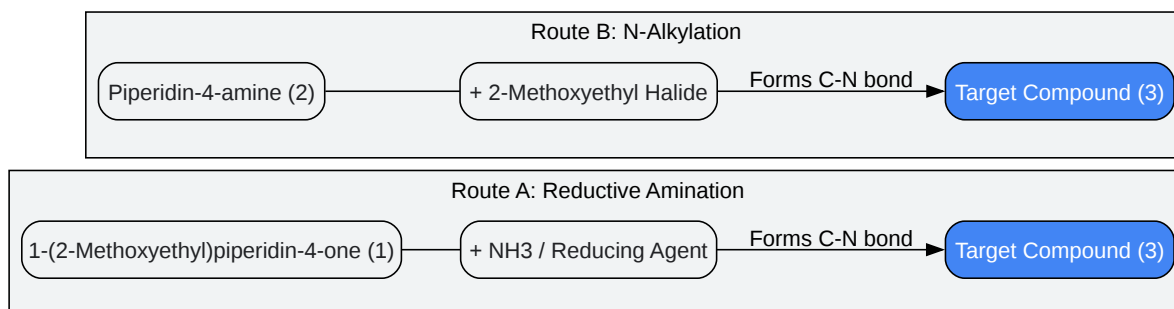 Route B: N-Alkylation
Piperidin-4-amine (2)
+ 2-Methoxyethyl Halide
Forms C-N bond
Target Compound (3)
Route A: Reductive Amination
1-(2-Methoxyethyl)piperidin-4-one (1)
+ NH3 / Reducing Agent
Forms C-N bond
Target Compound (3)